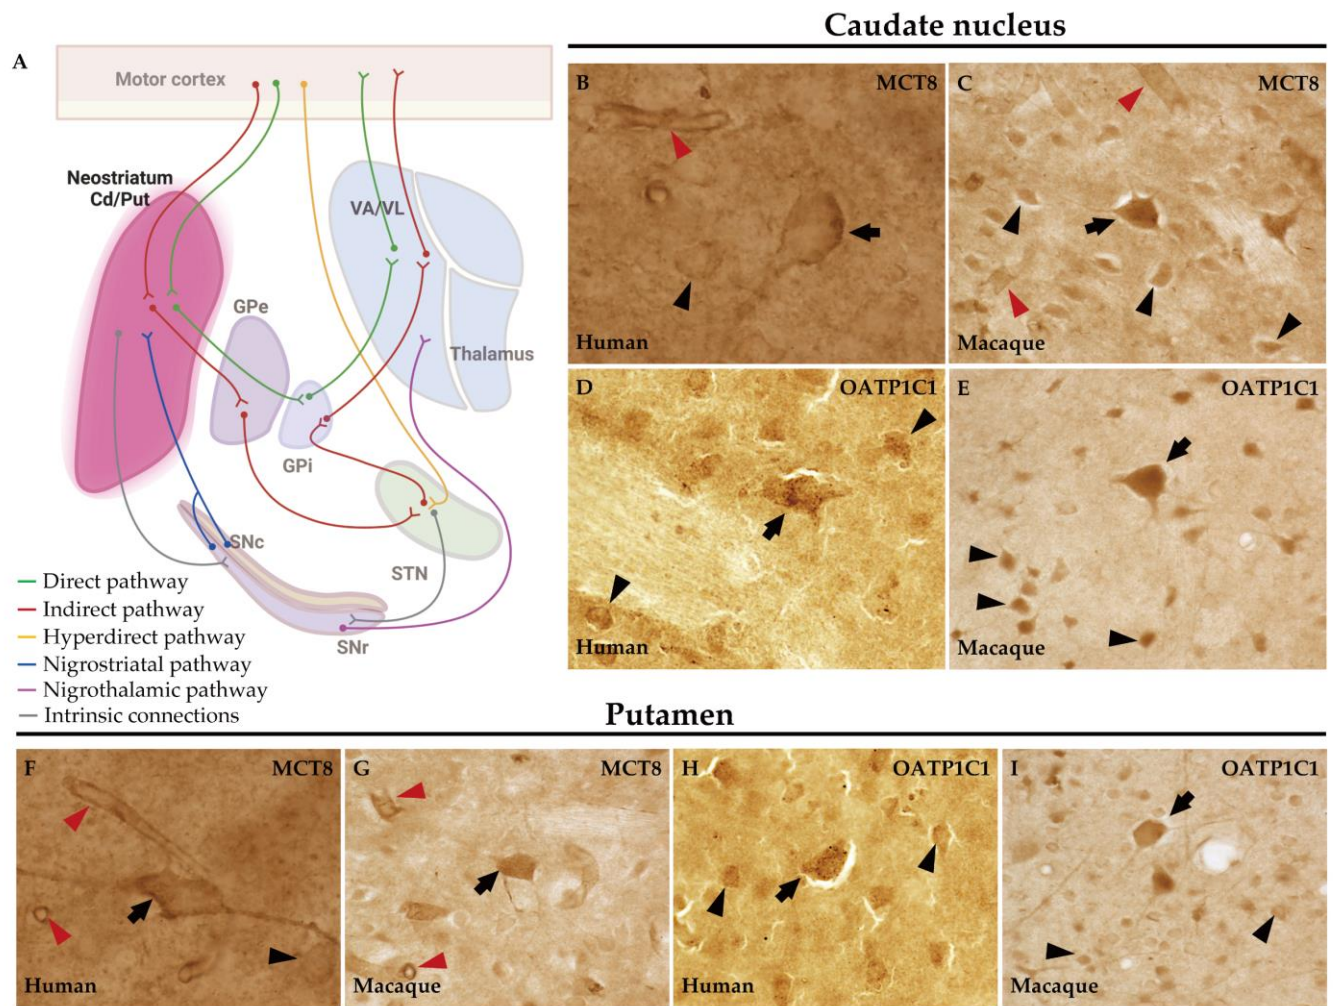 Caudate nucleus
A
Motor cortex
Neostriatum
Cd/Put
VA/VL
GPe
Thalamus
GPi
SNc
STN
SNr
Direct pathway
Indirect pathway
Hyperdirect pathway
Nigrostriatal pathway
Nigrothalamic pathway
Intrinsic connections
B
MCT8
Human
C
MCT8
Macaque
D
OATP1C1
Human
E
OATP1C1
Macaque
Putamen
F
MCT8
Human
G
MCT8
Macaque
H
OATP1C1
Human
I
OATP1C1
Macaque